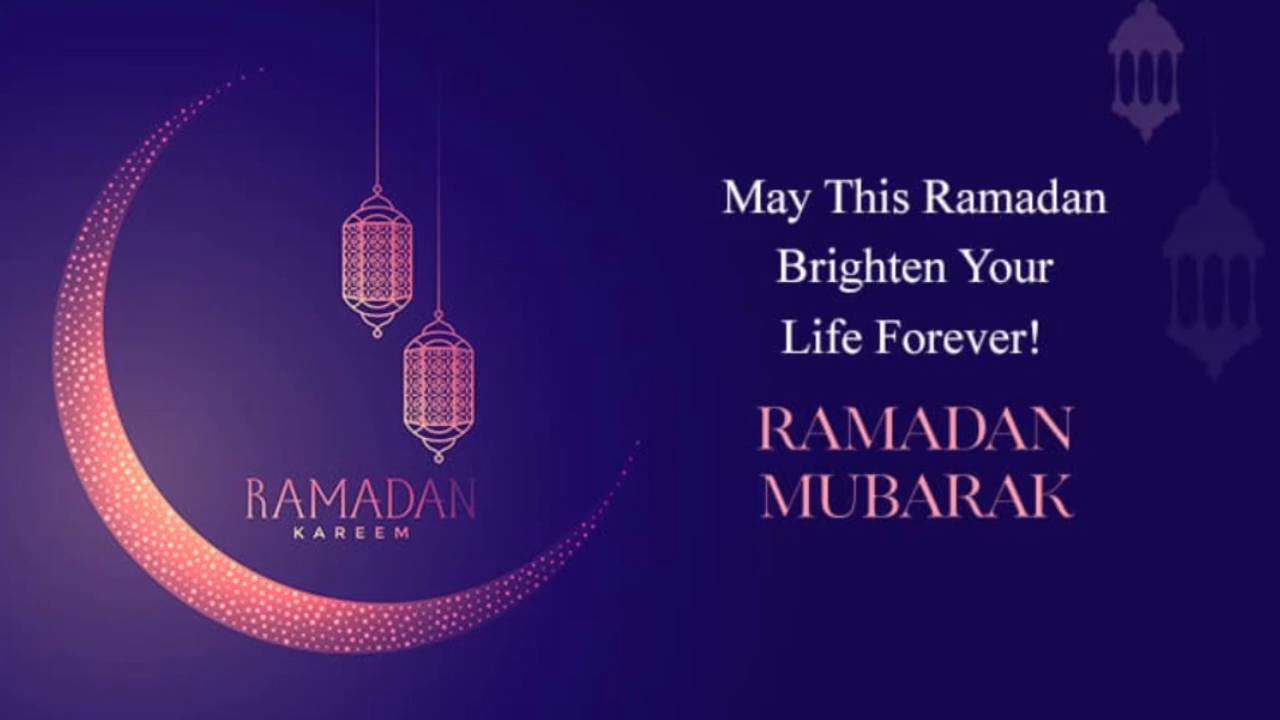 RAMADAN
KAREEM
May This Ramadan
Brighten Your
Life Forever!
RAMADAN
MUBARAK